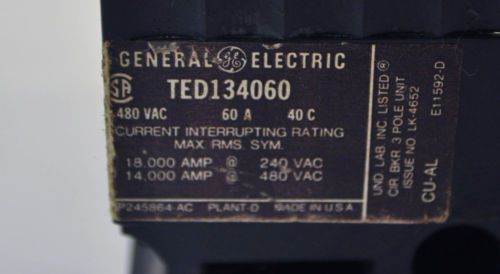 GENERAL GE ELECTRIC
SA TED134060
480 VAC 60 A 40 C
CURRENT INTERRUPTING RATING
MAX. RMS. SYM.
18,000 AMP @ 240 VAC
14,000 AMP @ 480 VAC
P245864-AC PLANT-D MADE IN U.S.A
UND. LAB. INC. LISTED ®
CIR. BKR 3 POLE UNIT
ISSUE NO. LK-4652
E11592-D
CU-AL